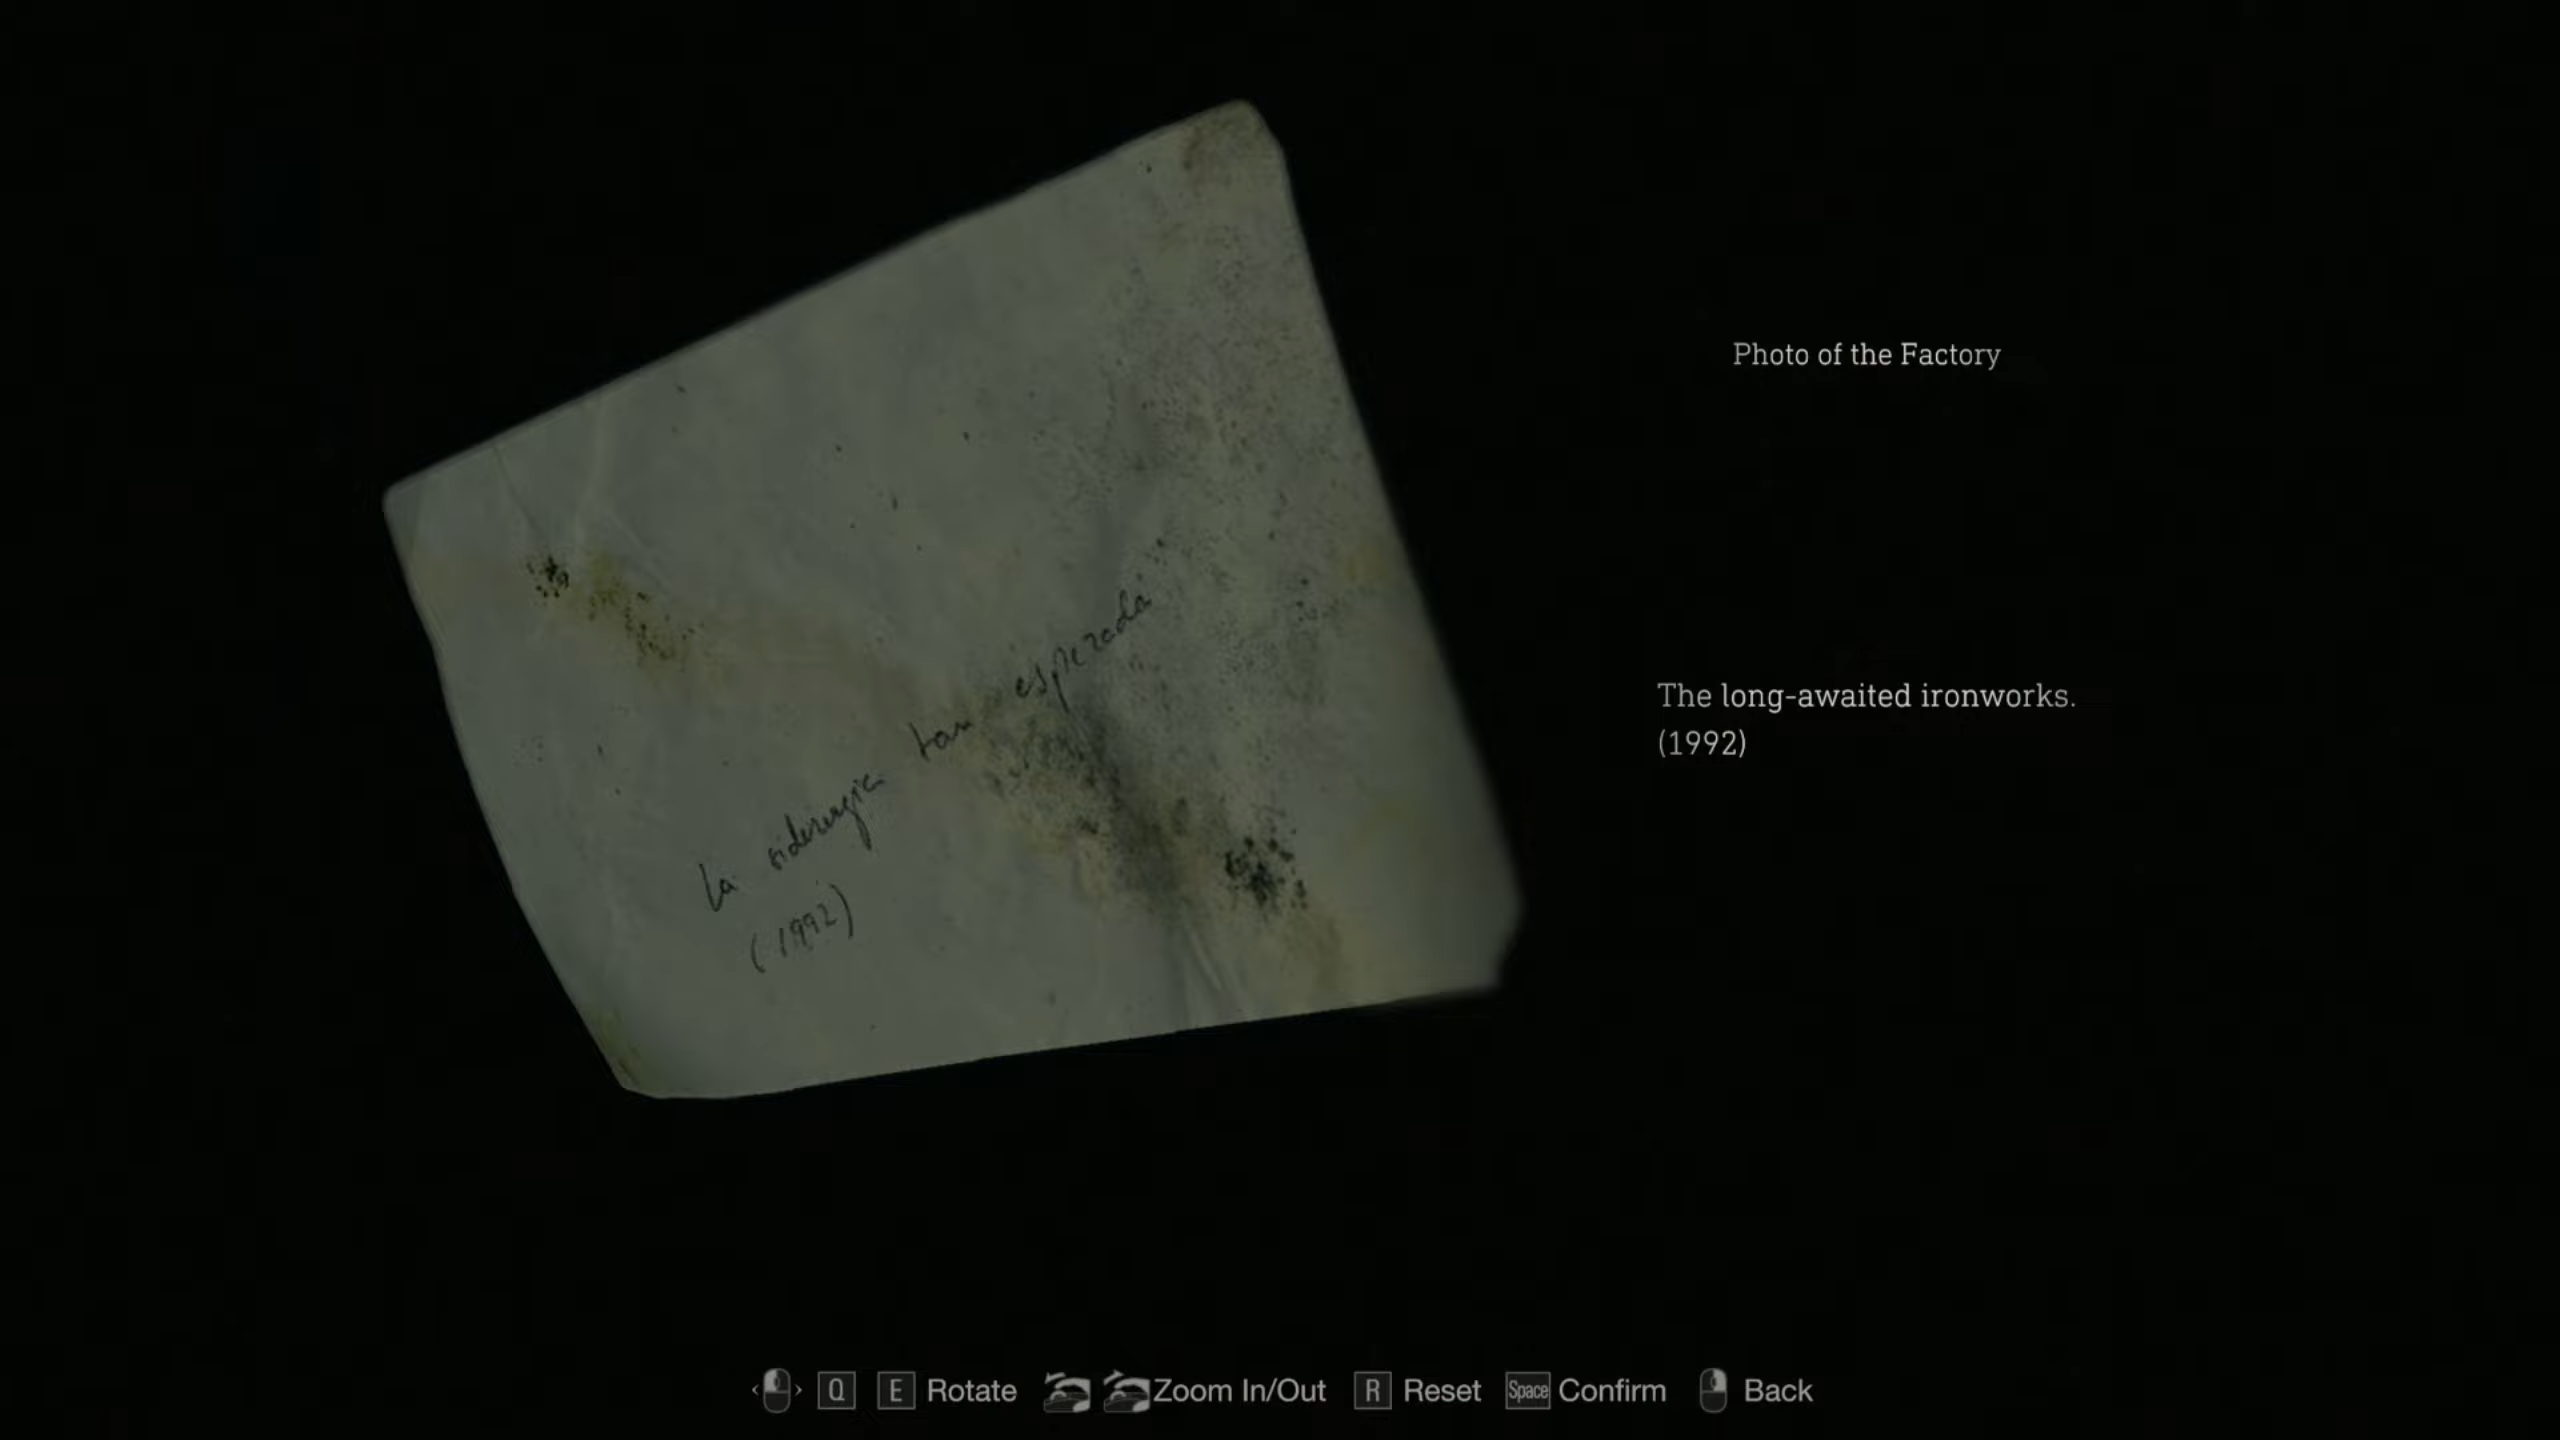 Photo of the Factory
La siderurgia tan esperada
(1992)
The long-awaited ironworks.
(1992)
Q E Rotate Zoom In/Out R Reset Space Confirm Back